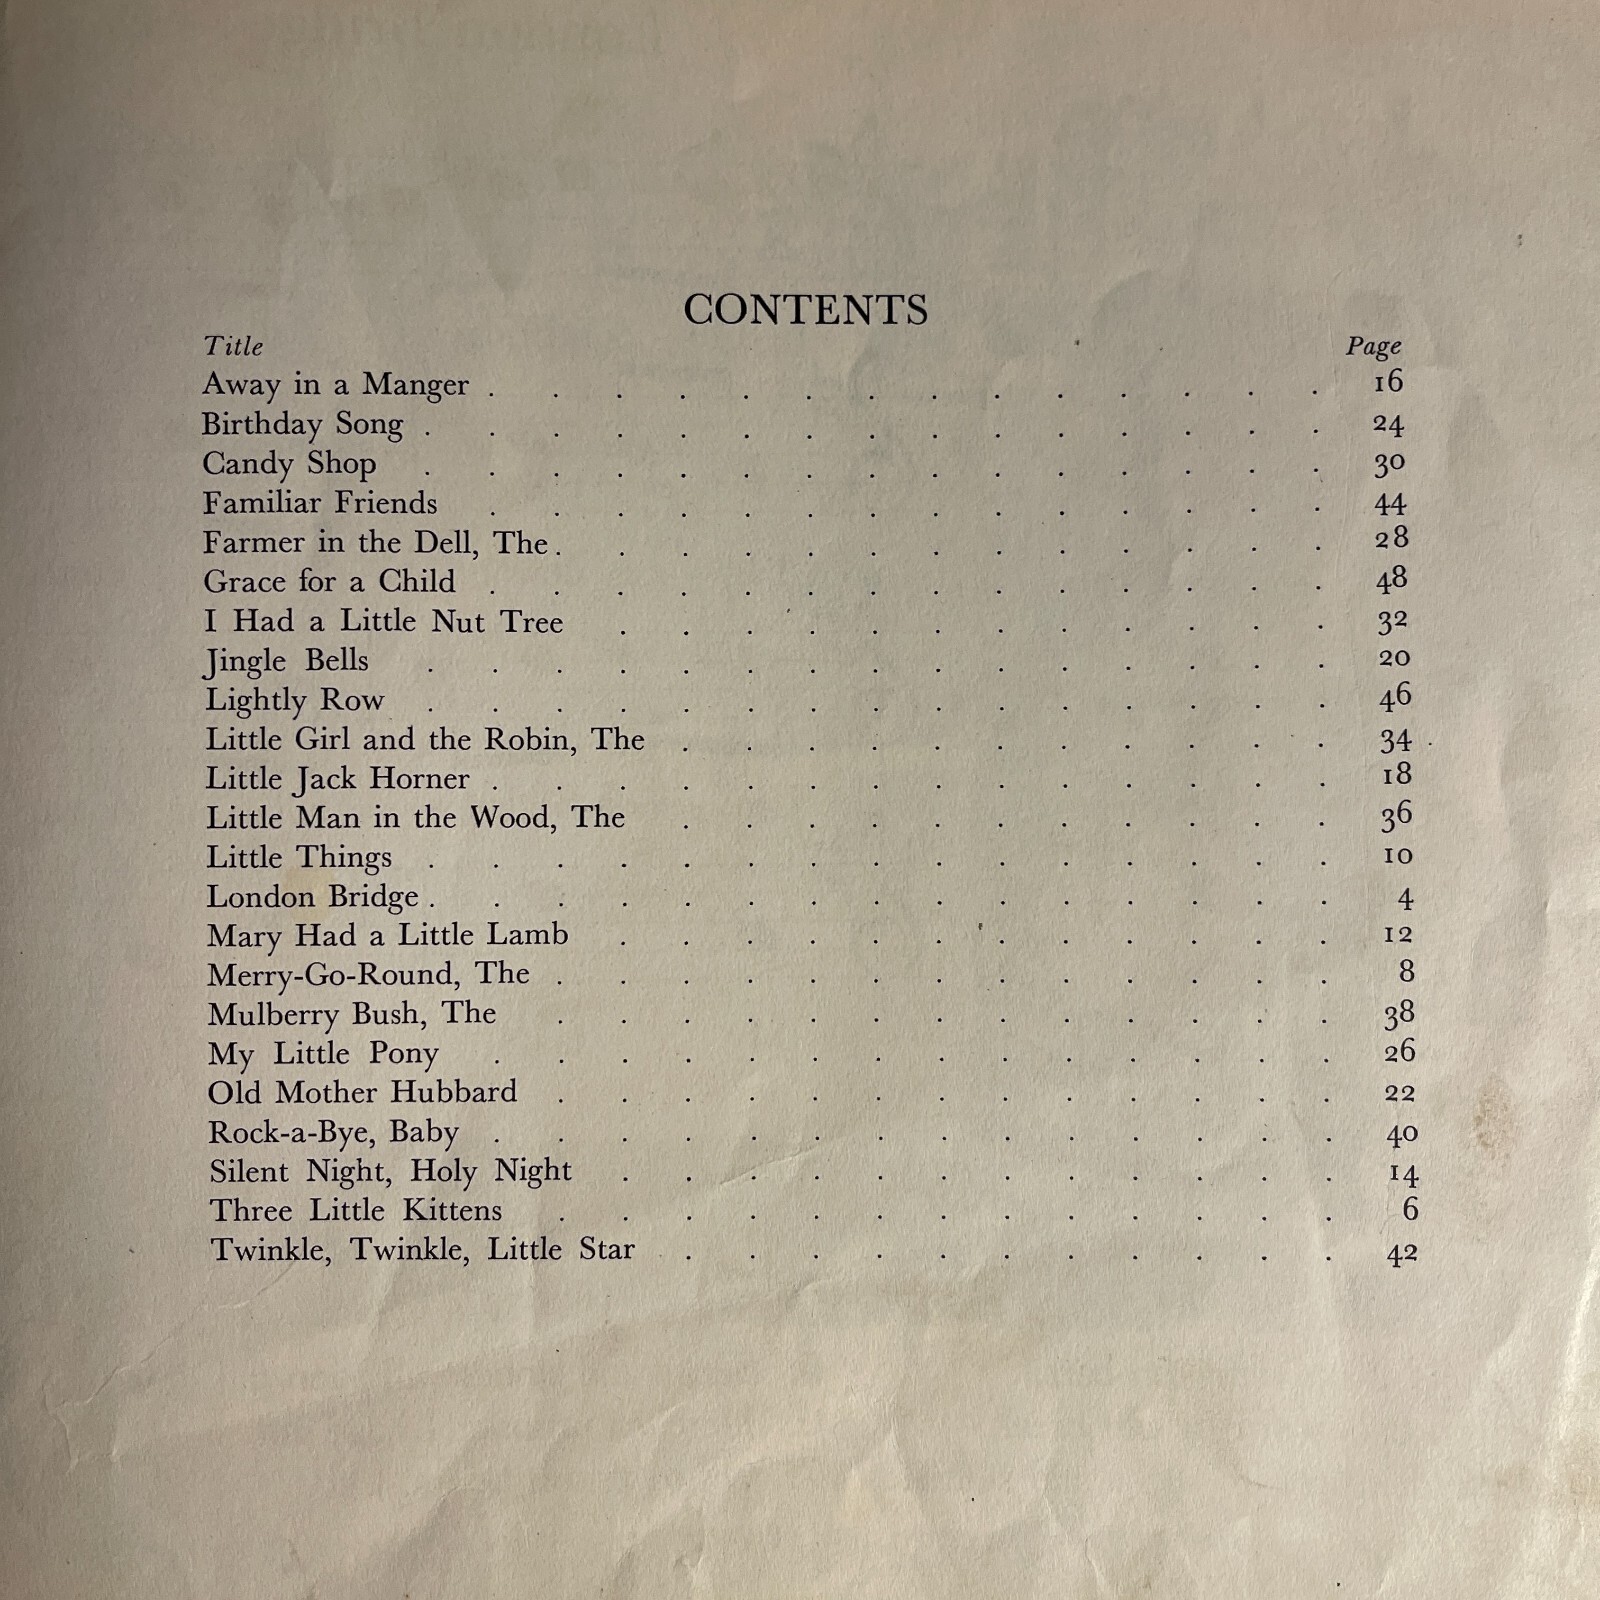 CONTENTS
Title Page
Away in a Manger . . . . . . . . . . . . . . 16
Birthday Song . . . . . . . . . . . . . . . 24
Candy Shop . . . . . . . . . . . . . . . 30
Familiar Friends . . . . . . . . . . . . . . 44
Farmer in the Dell, The . . . . . . . . . . . . . 28
Grace for a Child . . . . . . . . . . . . . . 48
I Had a Little Nut Tree . . . . . . . . . . . . 32
Jingle Bells . . . . . . . . . . . . . . . 20
Lightly Row . . . . . . . . . . . . . . . 46
Little Girl and the Robin, The . . . . . . . . . . . 34
Little Jack Horner . . . . . . . . . . . . . . 18
Little Man in the Wood, The . . . . . . . . . . . 36
Little Things . . . . . . . . . . . . . . . 10
London Bridge . . . . . . . . . . . . . . . 4
Mary Had a Little Lamb . . . . . . . . . . . . 12
Merry-Go-Round, The . . . . . . . . . . . . . 8
Mulberry Bush, The . . . . . . . . . . . . . 38
My Little Pony . . . . . . . . . . . . . . 26
Old Mother Hubbard . . . . . . . . . . . . . 22
Rock-a-Bye, Baby . . . . . . . . . . . . . . 40
Silent Night, Holy Night . . . . . . . . . . . . 14
Three Little Kittens . . . . . . . . . . . . . 6
Twinkle, Twinkle, Little Star . . . . . . . . . . . 42